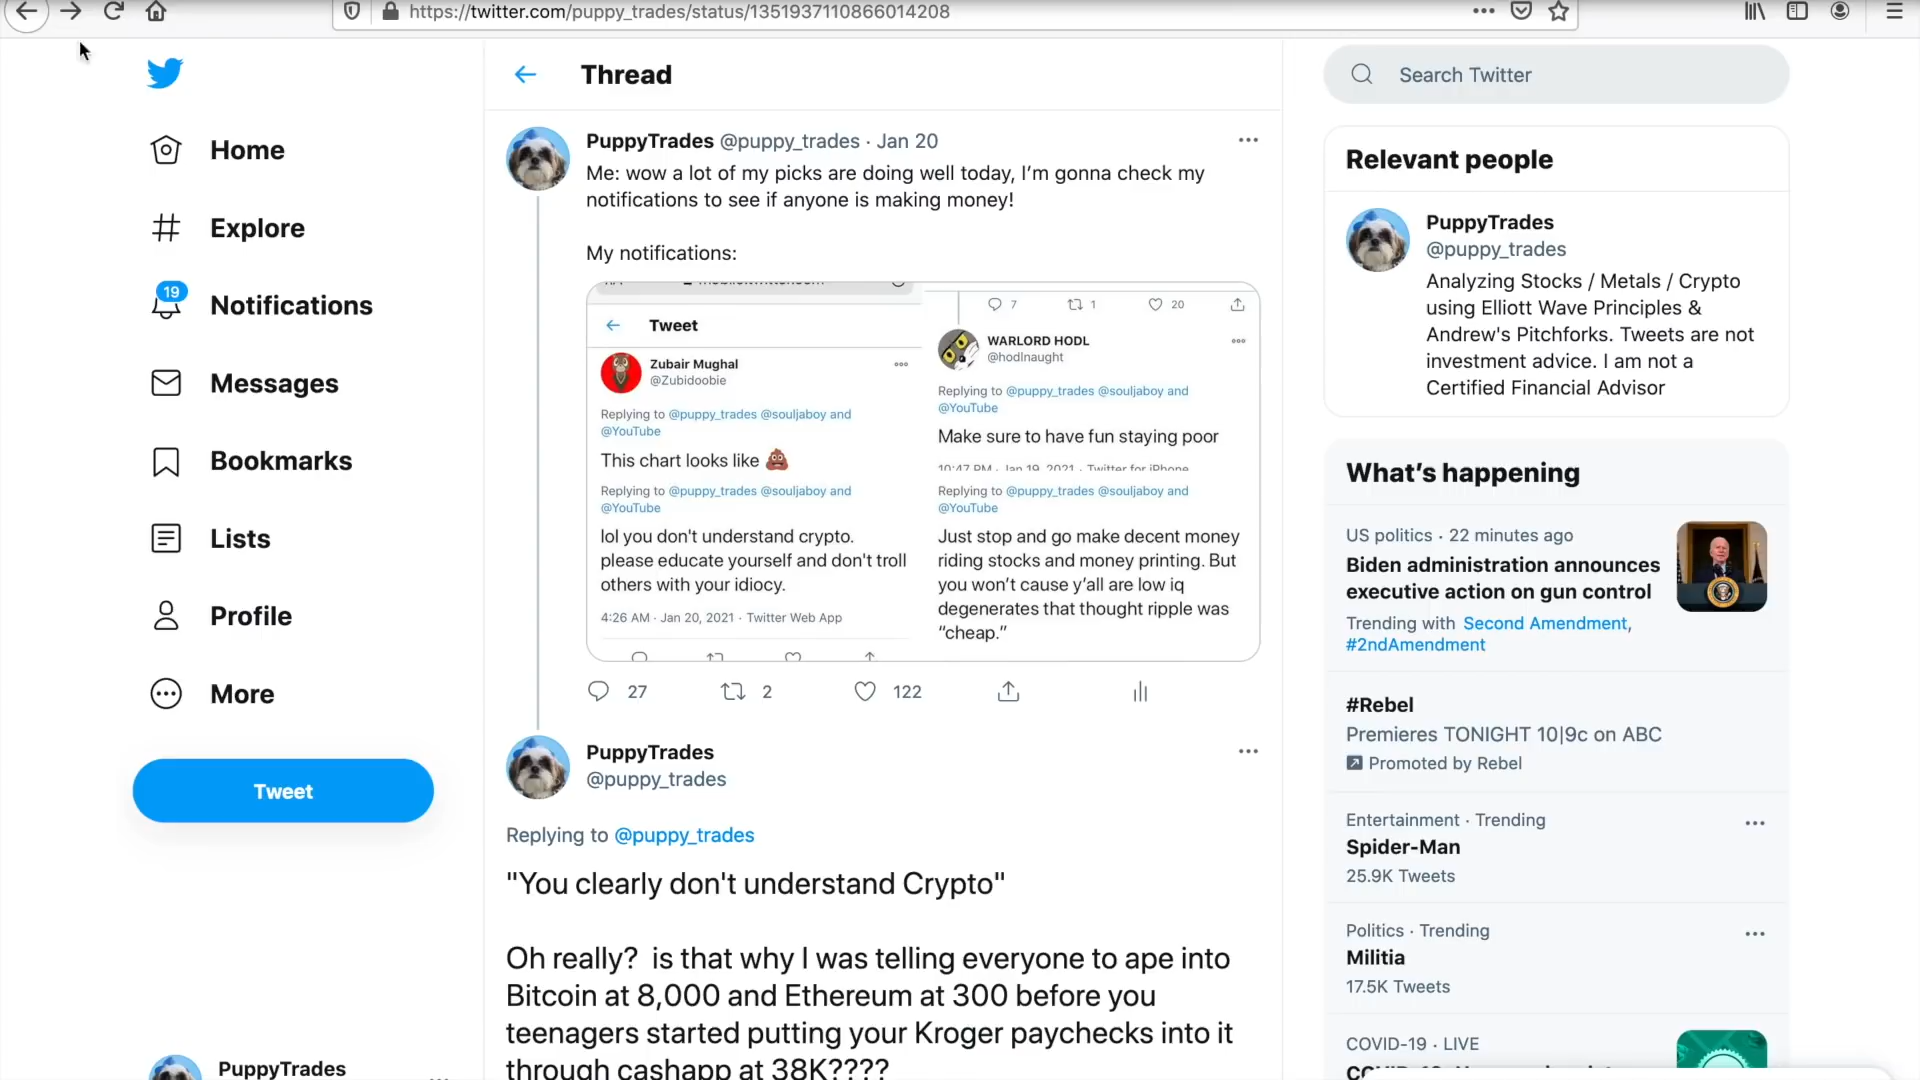 https://twitter.com/puppy_trades/status/1351937110866014208
Home
Explore
19
Notifications
Messages
Bookmarks
Lists
Profile
More
Tweet
PuppyTrades
Thread
PuppyTrades @puppy_trades · Jan 20
Me: wow a lot of my picks are doing well today, I’m gonna check my
notifications to see if anyone is making money!
My notifications:
Tweet
Zubair Mughal
@Zubidoobie
Replying to @puppy_trades @souljaboy and
@YouTube
This chart looks like 💩
Replying to @puppy_trades @souljaboy and
@YouTube
lol you don't understand crypto.
please educate yourself and don't troll
others with your idiocy.
4:26 AM · Jan 20, 2021 · Twitter Web App
7 1 20
WARLORD HODL
@hodlnaught
Replying to @puppy_trades @souljaboy and
@YouTube
Make sure to have fun staying poor
10:47 PM · Jan 19, 2021 · Twitter for iPhone
Replying to @puppy_trades @souljaboy and
@YouTube
Just stop and go make decent money
riding stocks and money printing. But
you won’t cause y’all are low iq
degenerates that thought ripple was
“cheap.”
27 2 122
PuppyTrades
@puppy_trades
Replying to @puppy_trades
"You clearly don't understand Crypto"
Oh really?  is that why I was telling everyone to ape into
Bitcoin at 8,000 and Ethereum at 300 before you
teenagers started putting your Kroger paychecks into it
through cashapp at 38K????
Search Twitter
Relevant people
PuppyTrades
@puppy_trades
Analyzing Stocks / Metals / Crypto
using Elliott Wave Principles &
Andrew's Pitchforks. Tweets are not
investment advice. I am not a
Certified Financial Advisor
What’s happening
US politics · 22 minutes ago
Biden administration announces
executive action on gun control
Trending with Second Amendment,
#2ndAmendment
#Rebel
Premieres TONIGHT 10|9c on ABC
Promoted by Rebel
Entertainment · Trending
Spider-Man
25.9K Tweets
Politics · Trending
Militia
17.5K Tweets
COVID-19 · LIVE